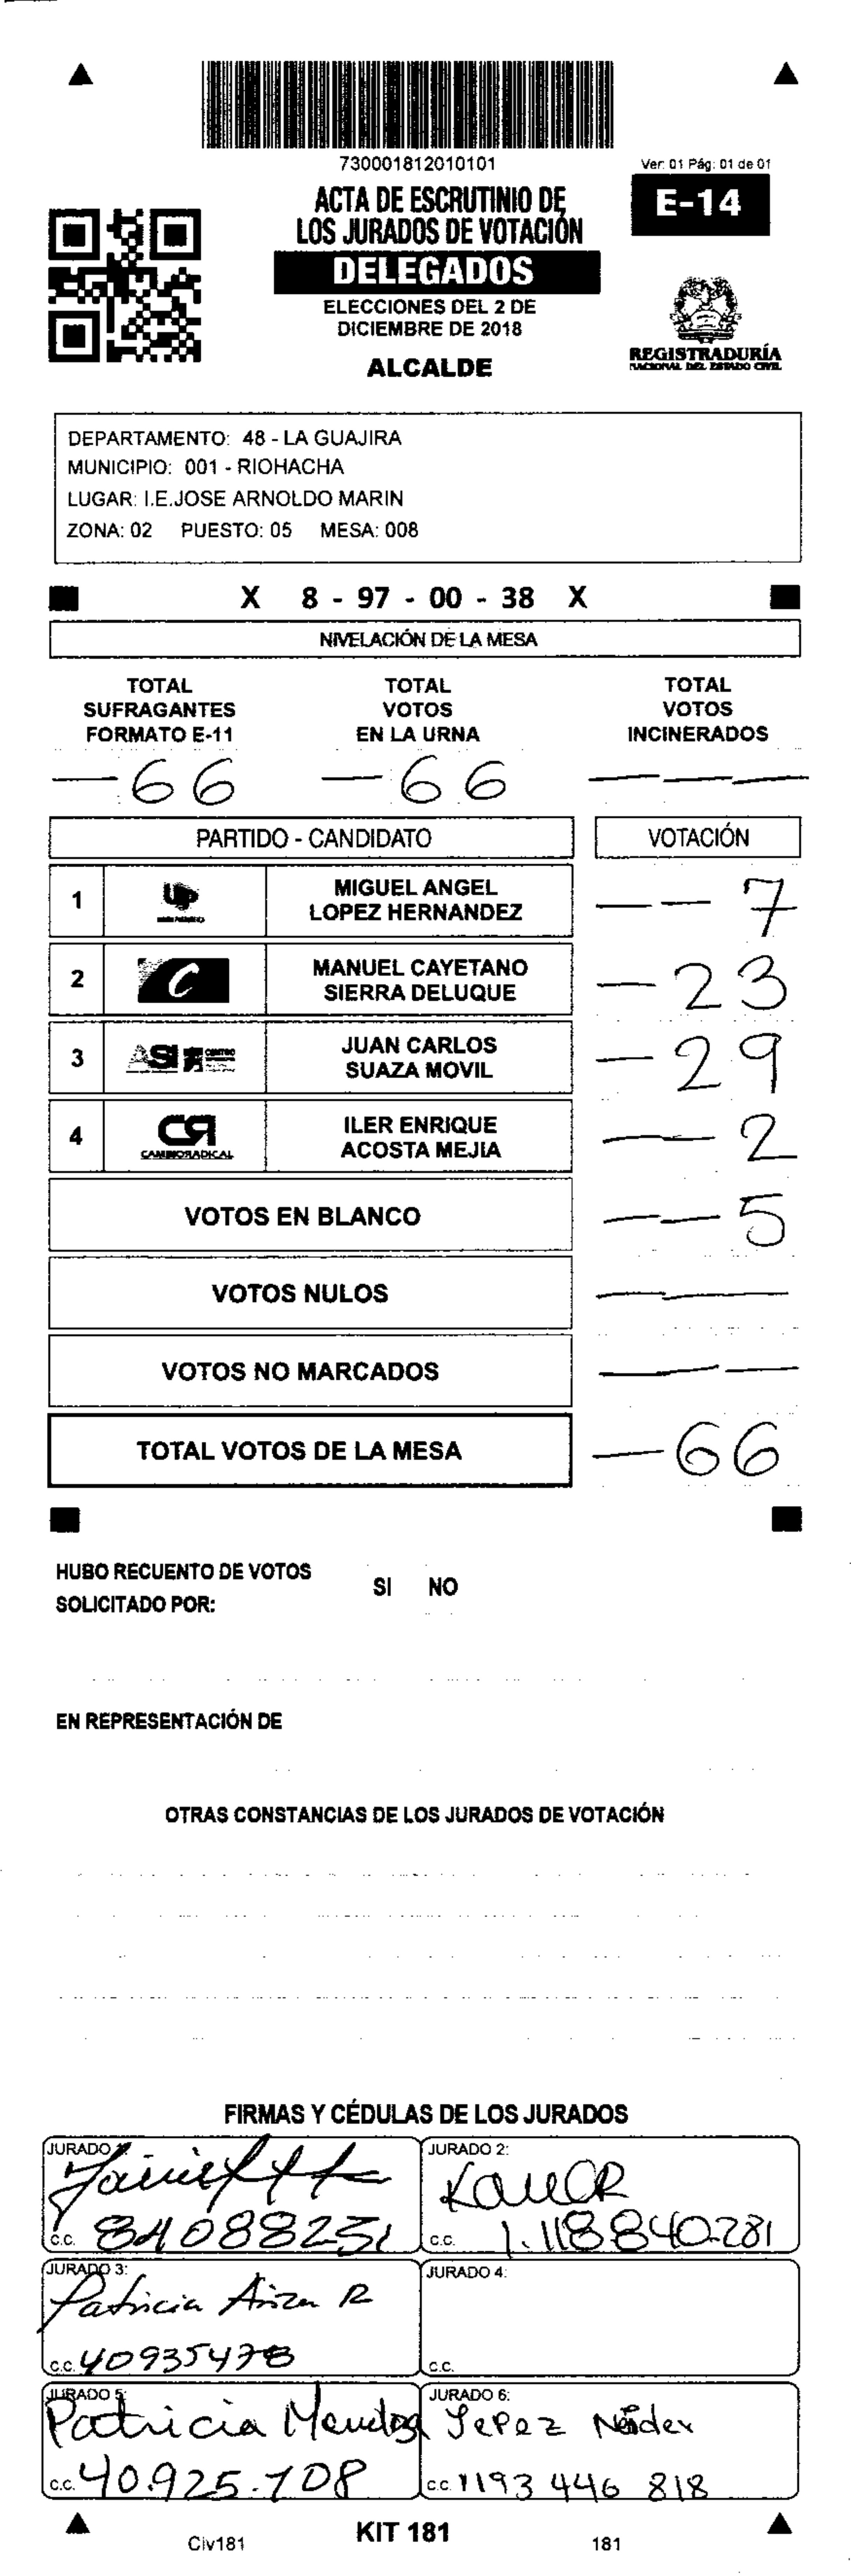 730001812010101
Ver: 01 Pág: 01 de 01
ACTA DE ESCRUTINIO DE
LOS JURADOS DE VOTACIÓN
E-14
DELEGADOS
ELECCIONES DEL 2 DE
DICIEMBRE DE 2018
ALCALDE
REGISTRADURÍA
NACIONAL DEL ESTADO CIVIL
DEPARTAMENTO: 48 - LA GUAJIRA
MUNICIPIO: 001 - RIOHACHA
LUGAR: I.E.JOSE ARNOLDO MARIN
ZONA: 02 PUESTO: 05 MESA: 008
X 8 - 97 - 00 - 38 X
NIVELACIÓN DE LA MESA
TOTAL SUFRAGANTES FORMATO E-11
TOTAL VOTOS EN LA URNA
TOTAL VOTOS INCINERADOS
— 66 — 66 — — —
PARTIDO - CANDIDATO VOTACIÓN
1 MIGUEL ANGEL
LOPEZ HERNANDEZ — — 7
2 C MANUEL CAYETANO
SIERRA DELUQUE — 23
3 ASI JUAN CARLOS
SUAZA MOVIL — 29
4 CR CAMBIO RADICAL ILER ENRIQUE
ACOSTA MEJIA — — 2
VOTOS EN BLANCO — — 5
VOTOS NULOS — — —
VOTOS NO MARCADOS — — —
TOTAL VOTOS DE LA MESA — 66
HUBO RECUENTO DE VOTOS SI NO
SOLICITADO POR:
EN REPRESENTACIÓN DE
OTRAS CONSTANCIAS DE LOS JURADOS DE VOTACIÓN
FIRMAS Y CÉDULAS DE LOS JURADOS
JURADO 1:
c.c. 84088251
JURADO 2:
c.c. 1.118840.281
JURADO 3:
Patricia Ariza R
c.c. 40935478
JURADO 4:
c.c.
JURADO 5:
Patricia Mendoza
c.c. 40.925.708
JURADO 6:
Yepez Neider
c.c. 1193 446 818
Civ181
KIT 181
181